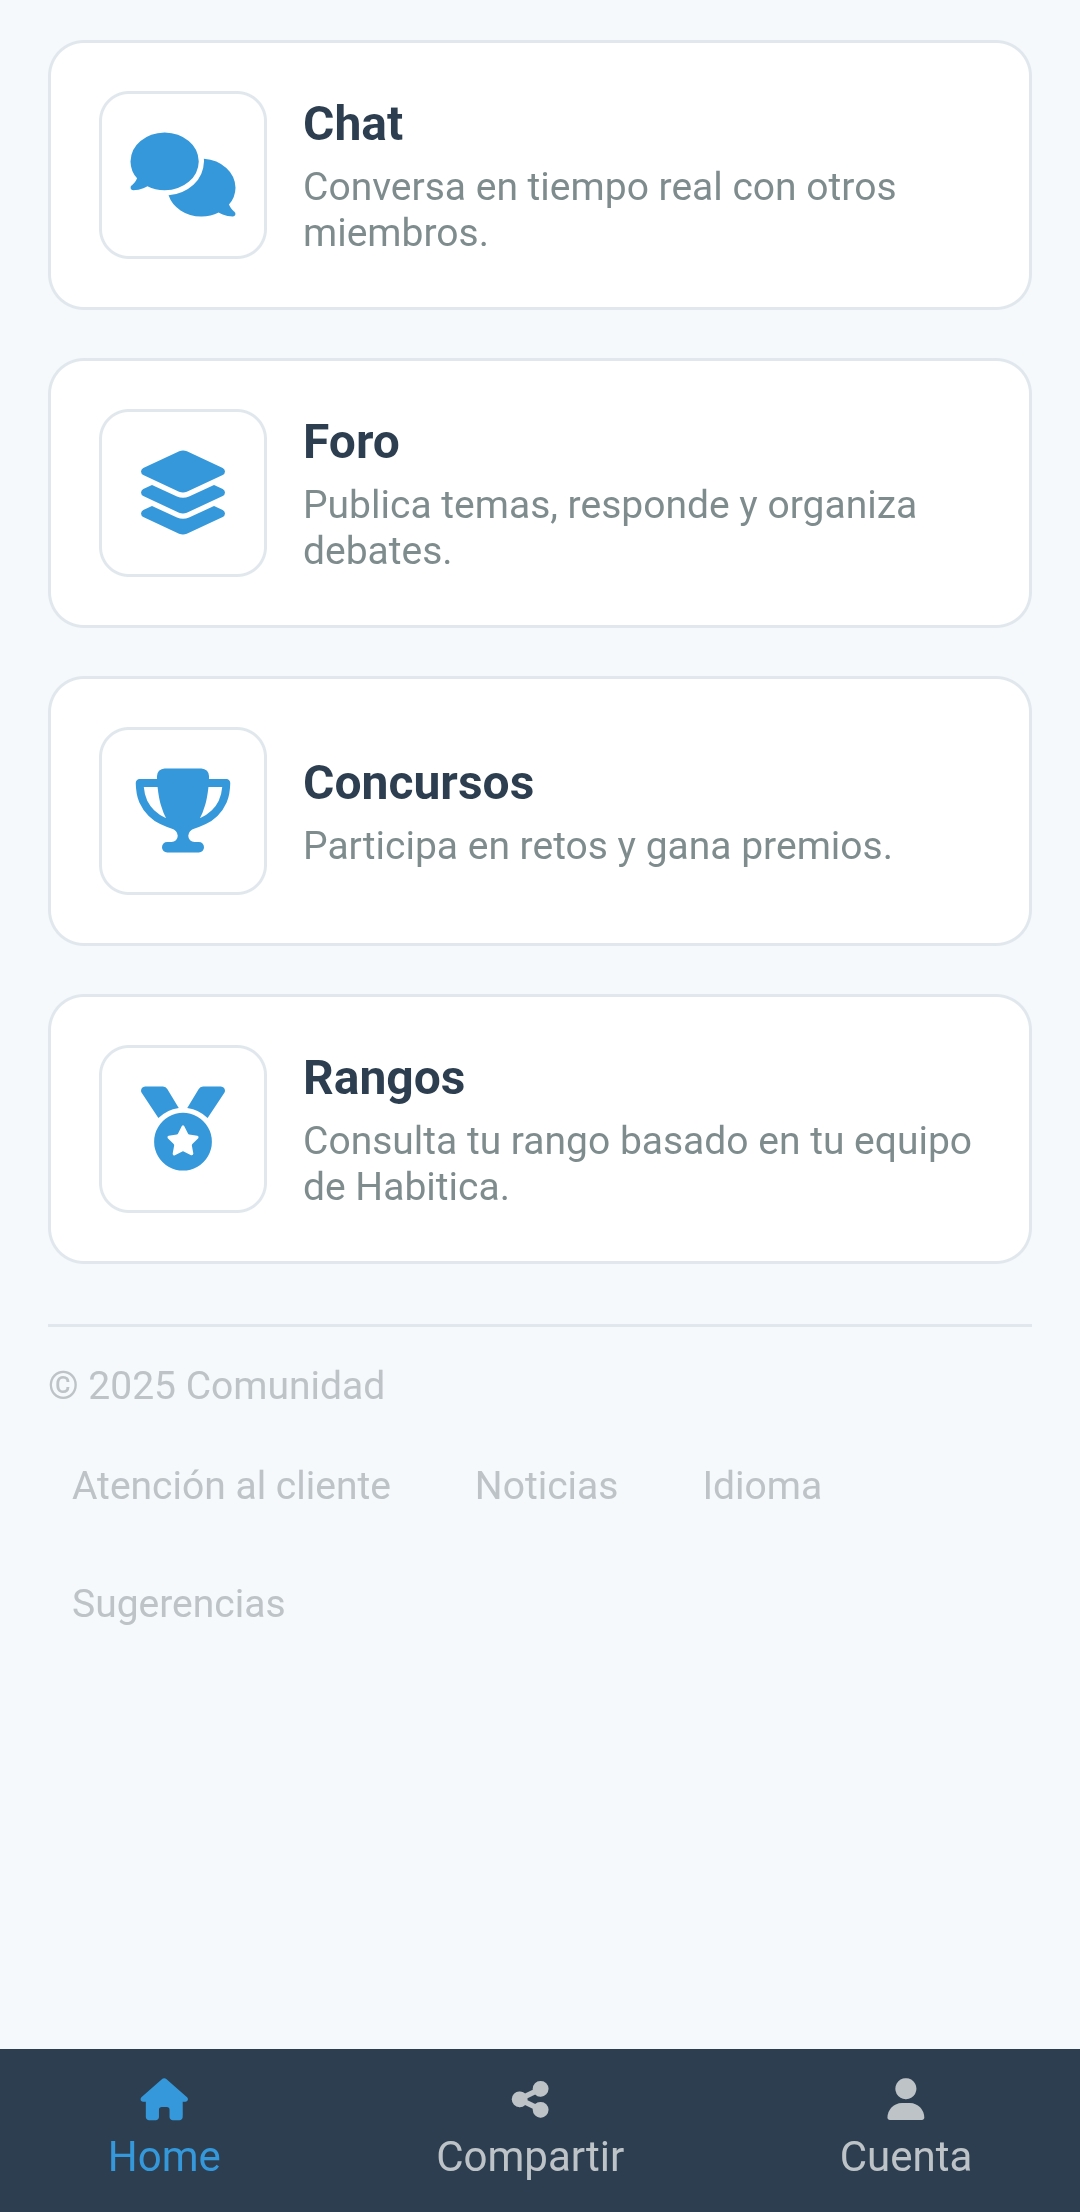 Chat
Conversa en tiempo real con otros
miembros.
Foro
Publica temas, responde y organiza
debates.
Concursos
Participa en retos y gana premios.
Rangos
Consulta tu rango basado en tu equipo
de Habitica.
© 2025 Comunidad
Atención al cliente Noticias Idioma
Sugerencias
Home Compartir Cuenta